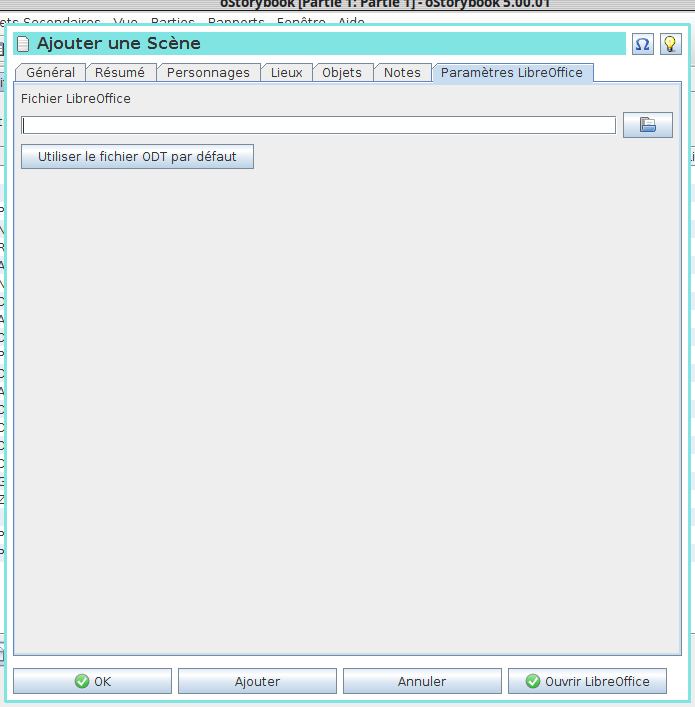 oStorybook [Partie 1: Partie 1] - oStorybook 5.00.01
ets Secondaires Vue Parties Rapports Fenêtre Aide
Ajouter une Scène
Général Résumé Personnages Lieux Objets Notes Paramètres LibreOffice
Fichier LibreOffice
Utiliser le fichier ODT par défaut
OK Ajouter Annuler Ouvrir LibreOffice